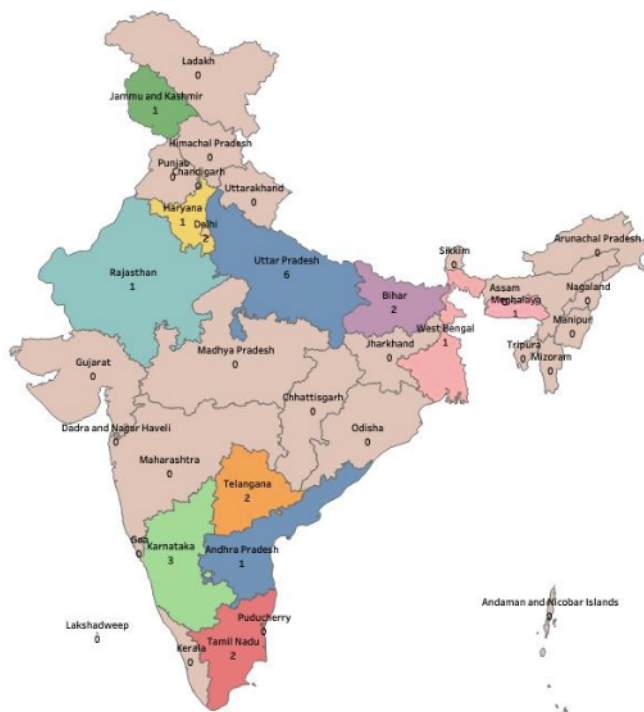 Ladakh
0
Jammu and Kashmir
1
Himachal Pradesh
0
Punjab
0
Chandigarh
0
Uttarakhand
0
Haryana
1
Delhi
2
Rajasthan
1
Uttar Pradesh
6
Bihar
2
Sikkim
0
Arunachal Pradesh
0
Assam
0
Nagaland
0
Meghalaya
1
Manipur
0
Tripura
0
Mizoram
0
West Bengal
1
Jharkhand
0
Gujarat
0
Madhya Pradesh
0
Chhattisgarh
0
Odisha
0
Dadra and Nagar Haveli
0
Maharashtra
0
Telangana
2
Goa
0
Karnataka
3
Andhra Pradesh
1
Lakshadweep
0
Kerala
0
Puducherry
0
Tamil Nadu
2
Andaman and Nicobar Islands
0